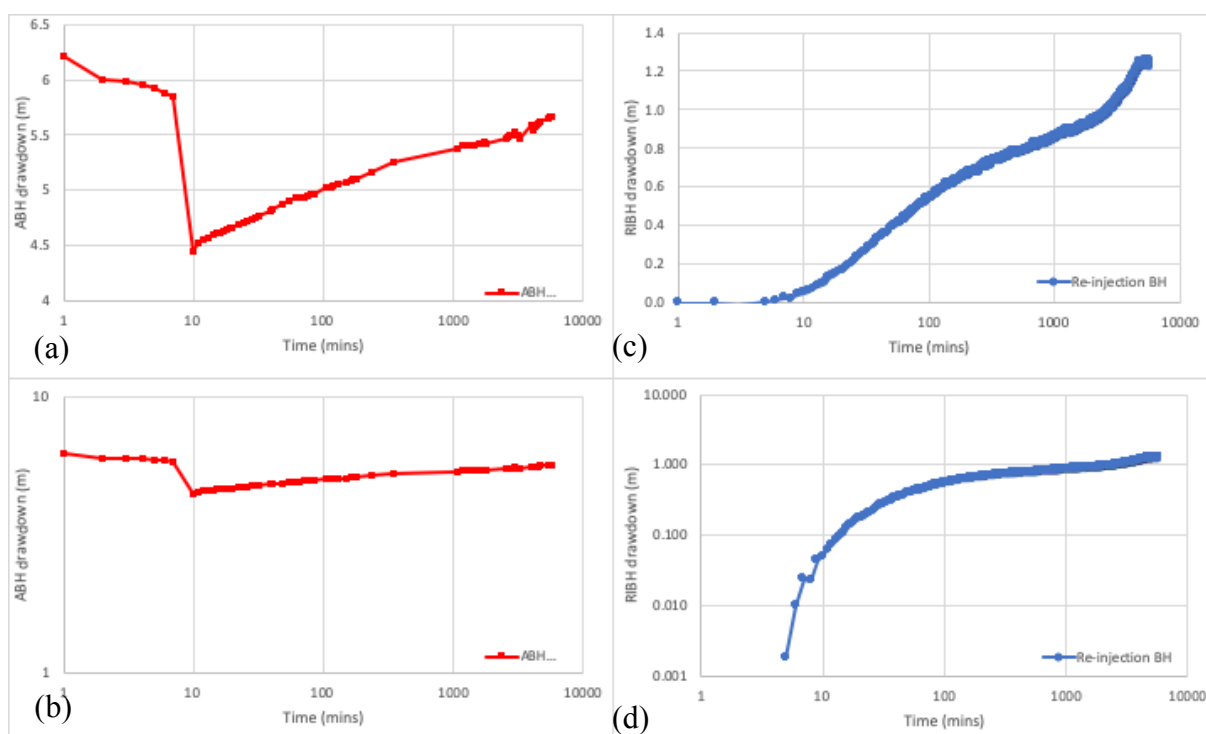 6.5
6
5.5
5
4.5
4
ABH drawdown (m)
1
10
100
1000
10000
Time (mins)
ABH...
(a)
1.4
1.2
1.0
0.8
0.6
0.4
0.2
0.0
RIBH drawdown (m)
1
10
100
1000
10000
Time (mins)
Re-injection BH
(c)
10
1
ABH drawdown (m)
1
10
100
1000
10000
Time (mins)
ABH...
(b)
10.000
1.000
0.100
0.010
0.001
RIBH drawdown (m)
1
10
100
1000
10000
Time (mins)
Re-injection BH
(d)